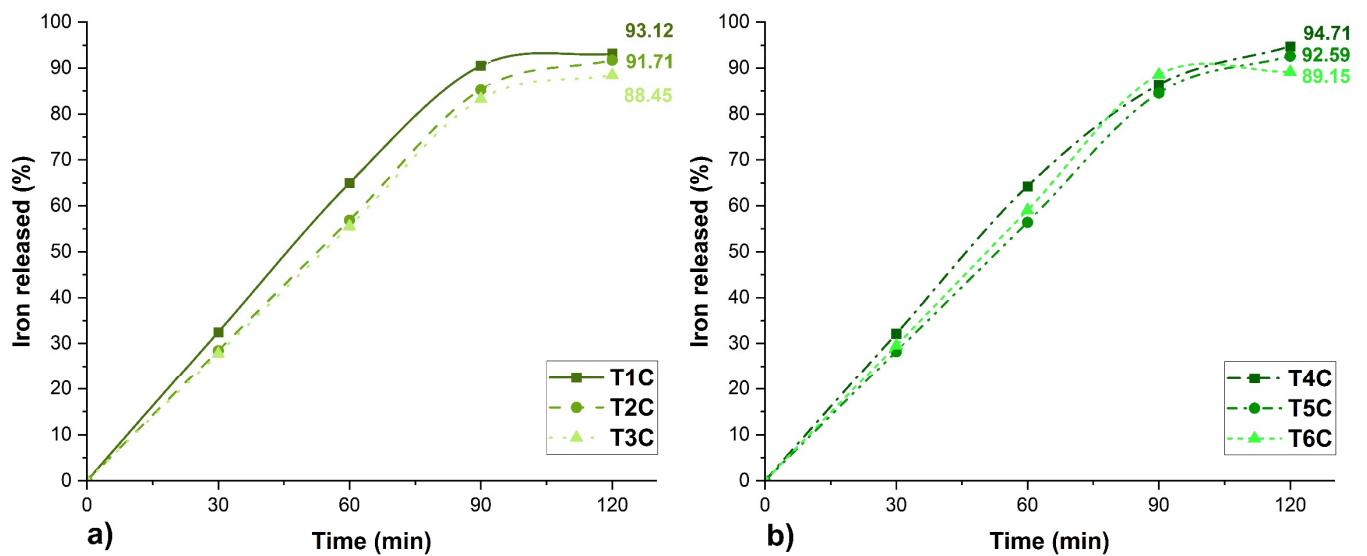 Iron released (%)
100
90
80
70
60
50
40
30
20
10
0
0 30 60 90 120
Time (min)
a)
93.12
91.71
88.45
T1C
T2C
T3C
Iron released (%)
100
90
80
70
60
50
40
30
20
10
0
0 30 60 90 120
Time (min)
b)
94.71
92.59
89.15
T4C
T5C
T6C